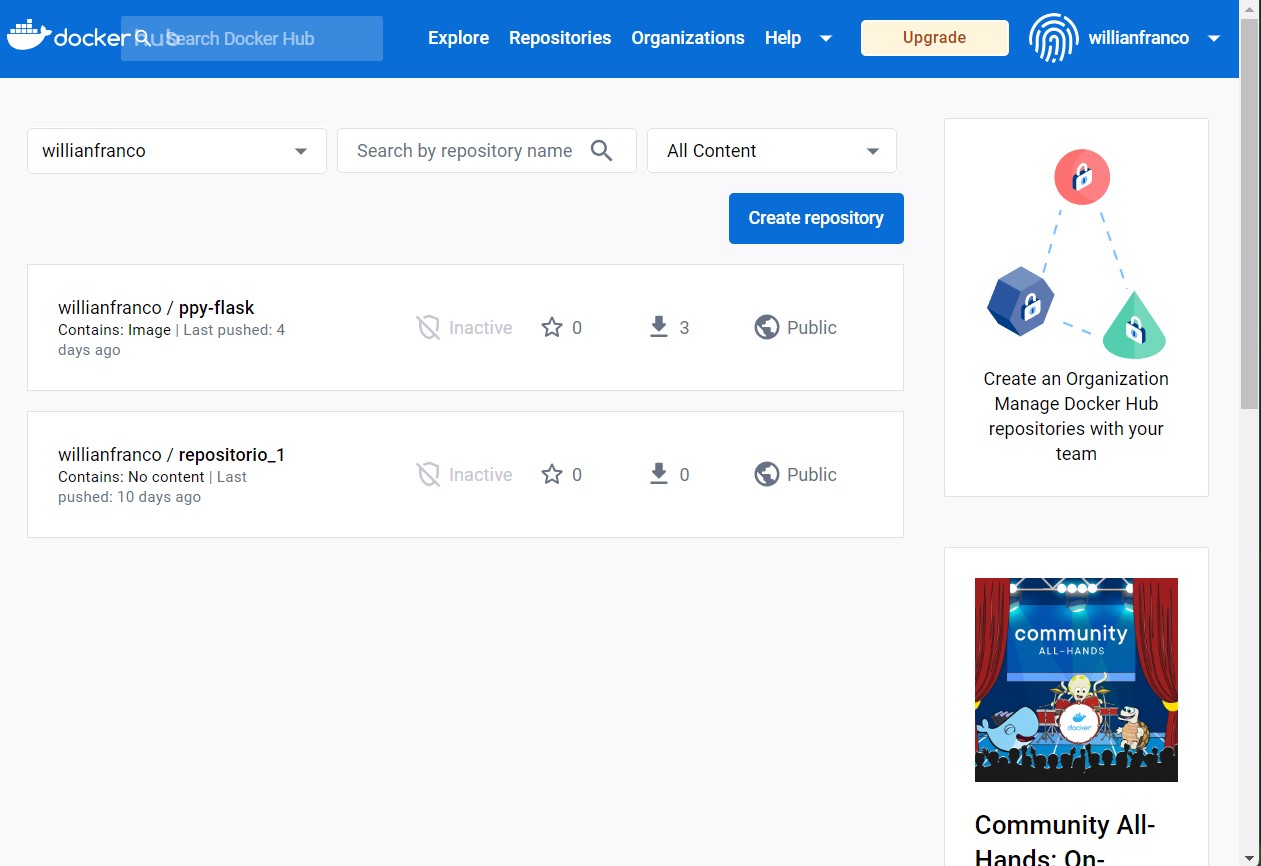 docker hub
Search Docker Hub
Explore Repositories Organizations Help Upgrade willianfranco
willianfranco Search by repository name All Content
Create repository
willianfranco / ppy-flask
Contains: Image | Last pushed: 4
days ago
Inactive 0 3 Public
willianfranco / repositorio_1
Contains: No content | Last
pushed: 10 days ago
Inactive 0 0 Public
Create an Organization
Manage Docker Hub
repositories with your
team
community
ALL-HANDS
docker
Community All-
Hands: On-